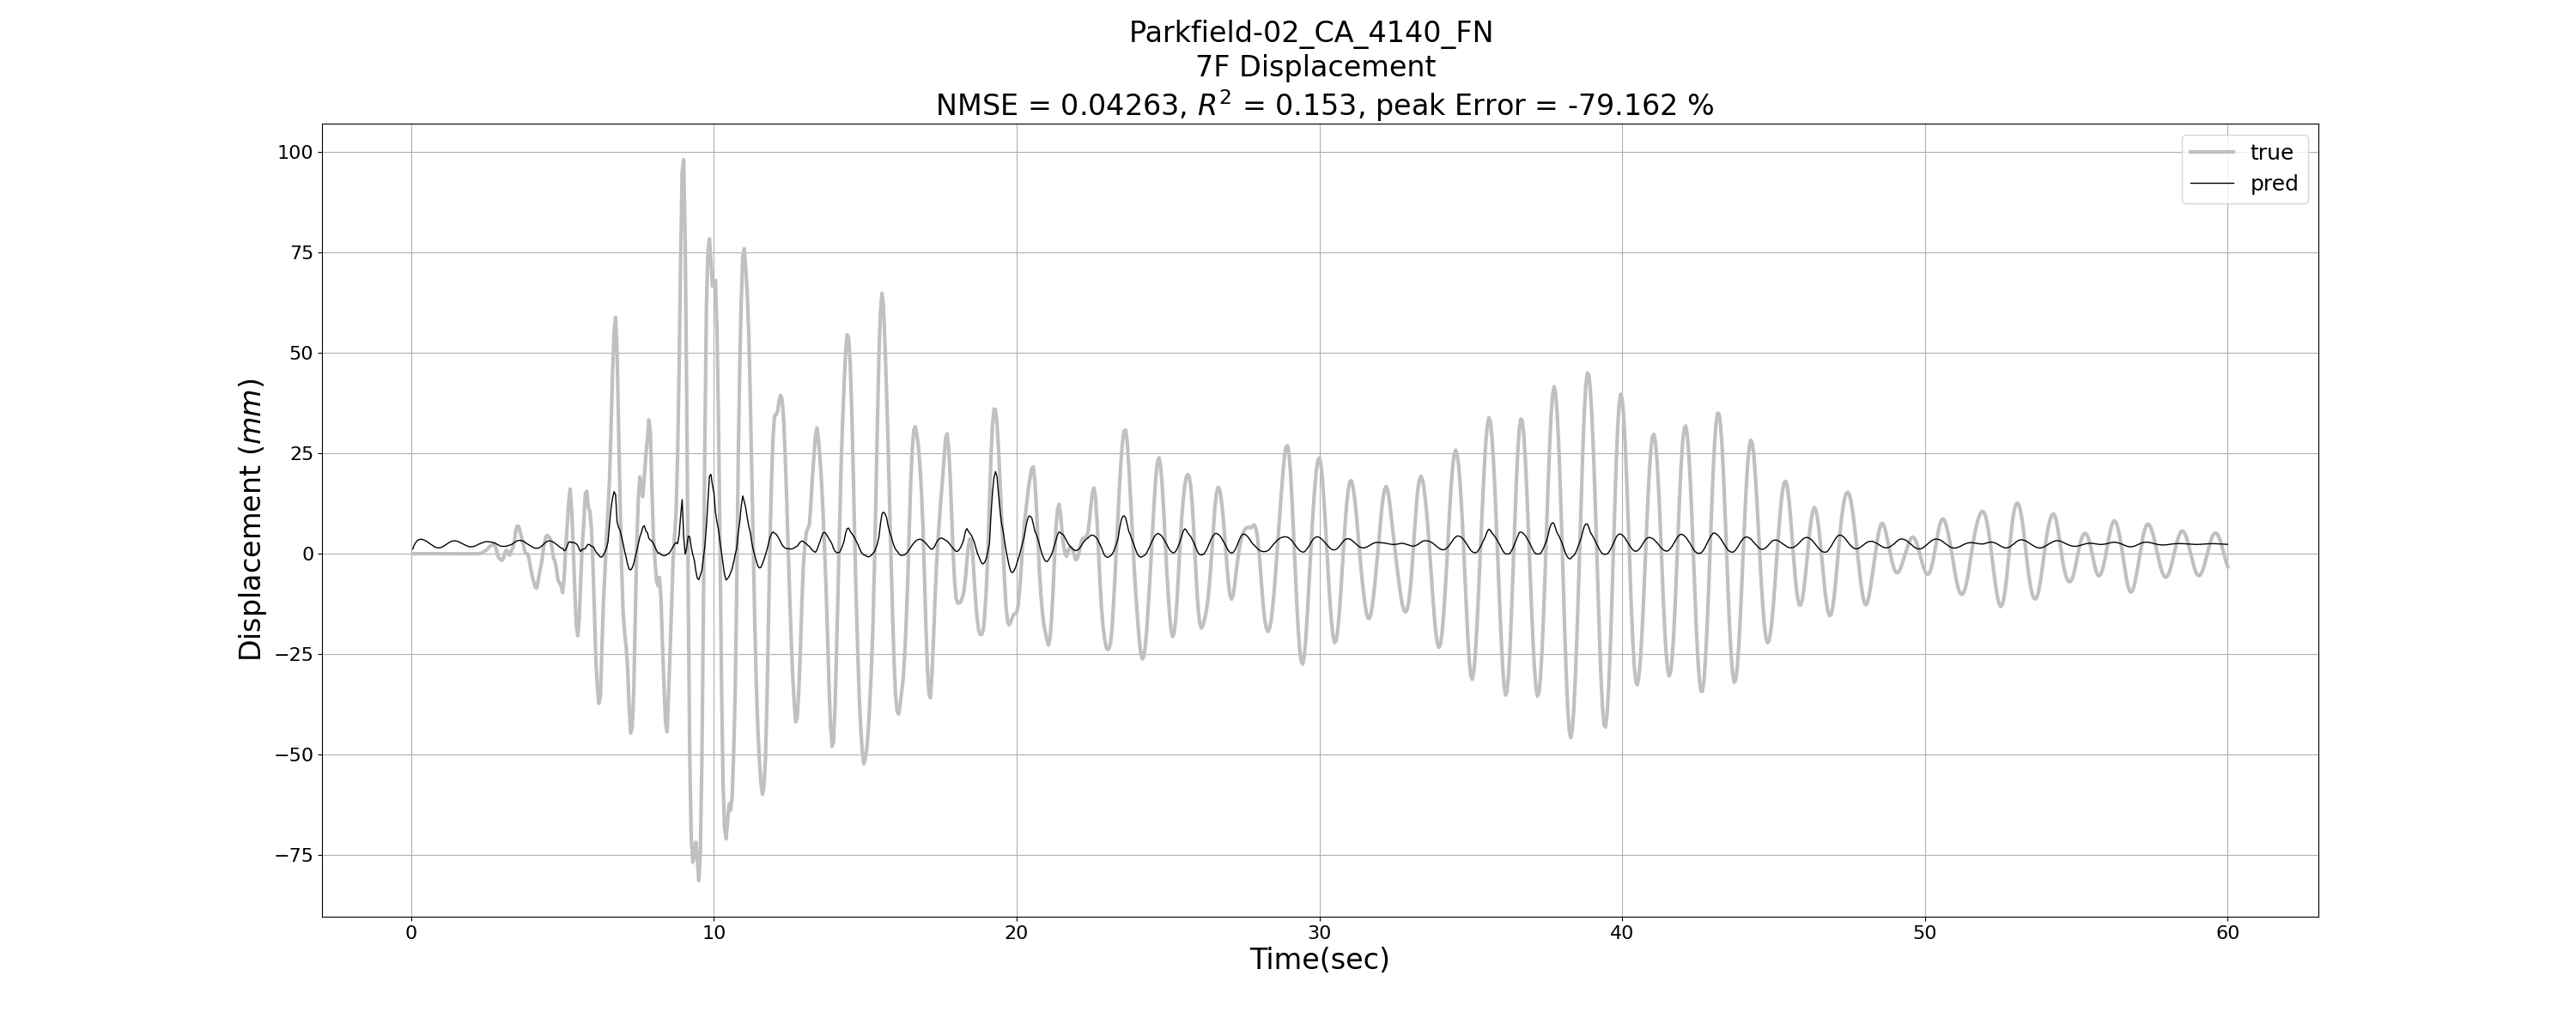 Parkfield-02_CA_4140_FN
7F Displacement
NMSE = 0.04263, R² = 0.153, peak Error = -79.162 %
true
pred
100
75
50
25
0
−25
−50
−75
Displacement (mm)
0 10 20 30 40 50 60
Time(sec)